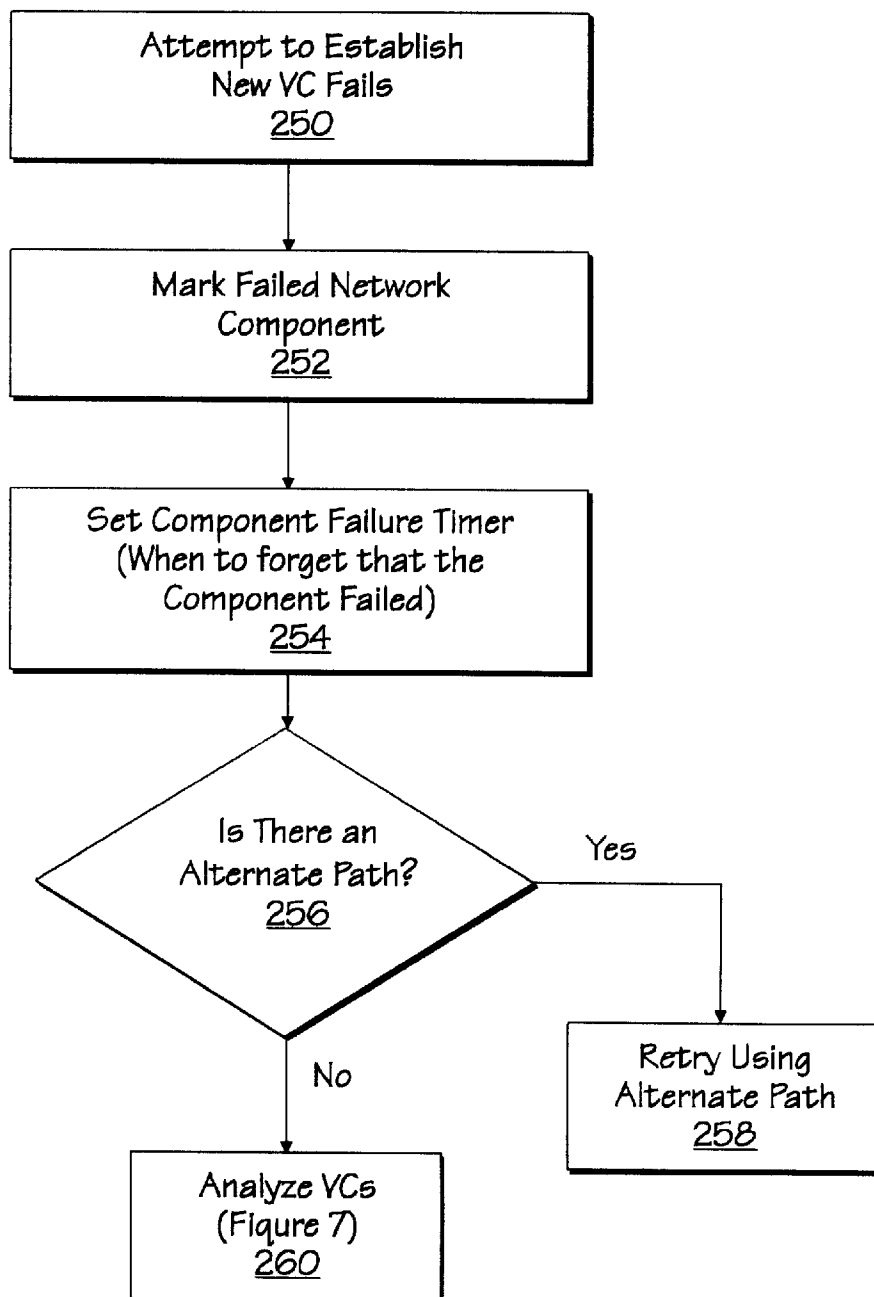 Attempt to Establish
New VC Fails
250
Mark Failed Network
Component
252
Set Component Failure Timer
(When to forget that the
Component Failed)
254
Is There an
Alternate Path?
256
Yes
No
Retry Using
Alternate Path
258
Analyze VCs
(Figure 7)
260